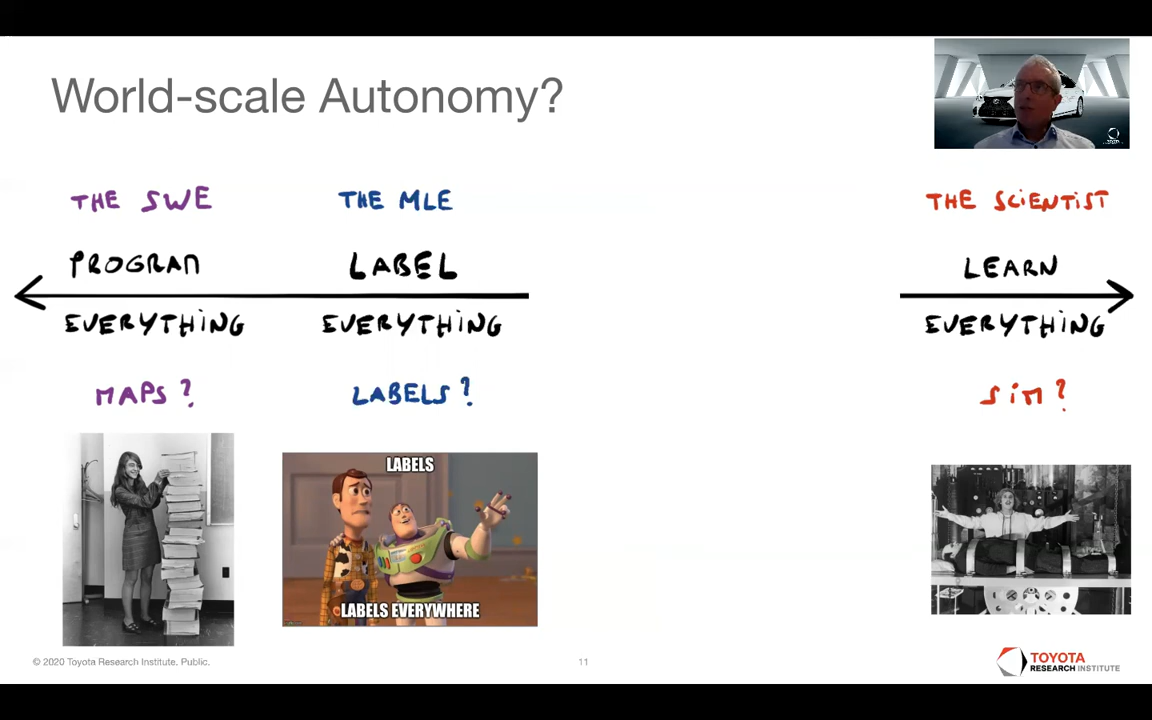 World-scale Autonomy?
THE SWE
THE MLE
THE SCIENTIST
PROGRAM
LABEL
LEARN
EVERYTHING
EVERYTHING
EVERYTHING
MAPS?
LABELS?
SIM?
LABELS
LABELS EVERYWHERE
© 2020 Toyota Research Institute. Public.
11
TOYOTA
RESEARCH INSTITUTE